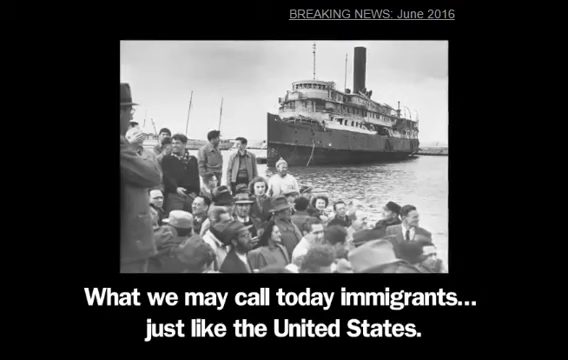 BREAKING NEWS: June 2016
What we may call today immigrants...
just like the United States.